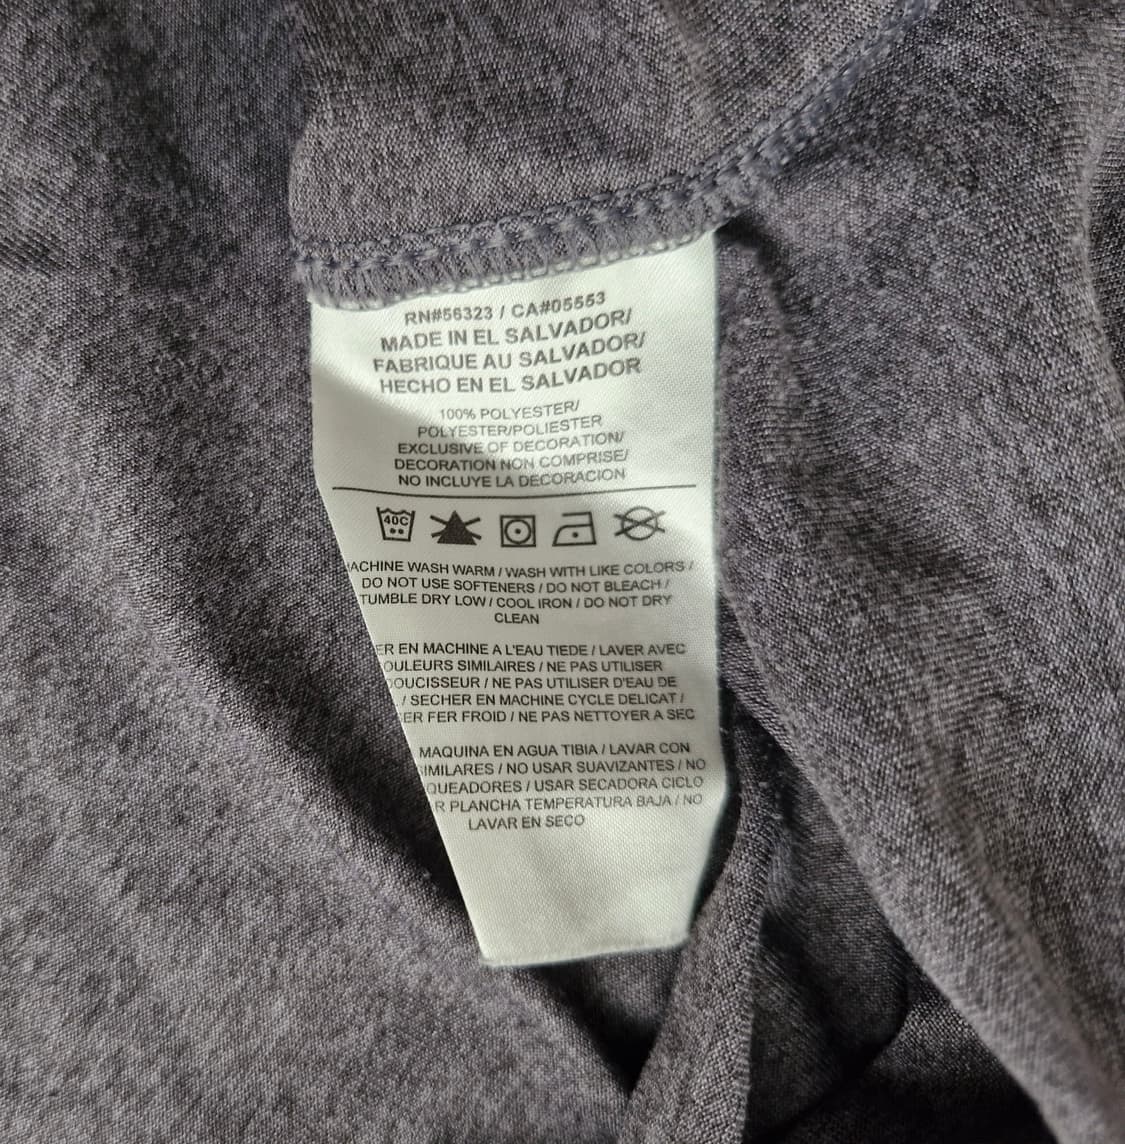 RN#56323 / CA#05553
MADE IN EL SALVADOR/
FABRIQUE AU SALVADOR/
HECHO EN EL SALVADOR
100% POLYESTER/
POLYESTER/POLIESTER
EXCLUSIVE OF DECORATION/
DECORATION NON COMPRISE/
NO INCLUYE LA DECORACION
40C
ACHINE WASH WARM / WASH WITH LIKE COLORS /
DO NOT USE SOFTENERS / DO NOT BLEACH /
TUMBLE DRY LOW / COOL IRON / DO NOT DRY
CLEAN
ER EN MACHINE A L'EAU TIEDE / LAVER AVEC
OULEURS SIMILAIRES / NE PAS UTILISER
OUCISSEUR / NE PAS UTILISER D'EAU DE
/ SECHER EN MACHINE CYCLE DELICAT /
ER FER FROID / NE PAS NETTOYER A SEC
MAQUINA EN AGUA TIBIA / LAVAR CON
IMILARES / NO USAR SUAVIZANTES / NO
QUEADORES / USAR SECADORA CICLO
R PLANCHA TEMPERATURA BAJA / NO
LAVAR EN SECO